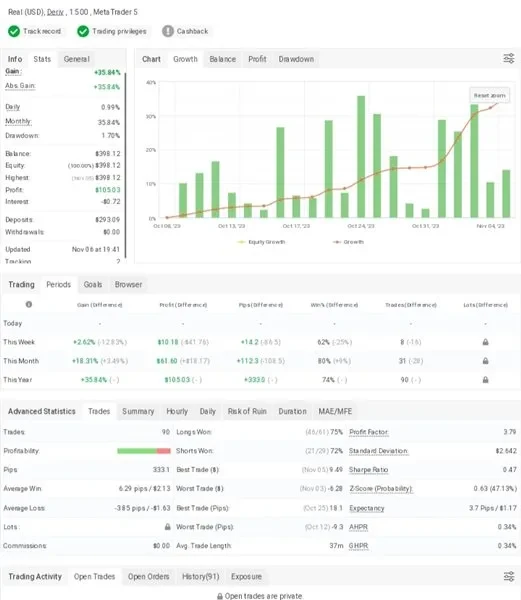 Real (USD), Deriv , 1:500 , MetaTrader 5
Track record Trading privileges Cashback
Info Stats General
Gain: +35.84%
Abs. Gain: +35.84%
Daily 0.99%
Monthly: 35.84%
Drawdown: 1.70%
Balance: $398.12
Equity: (100.00%) $398.12
Highest: (Nov 05) $398.12
Profit: $105.03
Interest: -$0.72
Deposits: $293.09
Withdrawals: $0.00
Updated Nov 06 at 19:41
Tracking 2
Chart Growth Balance Profit Drawdown
Reset zoom
40%
30%
20%
10%
0%
Oct 08, '23 Oct 13, '23 Oct 17, '23 Oct 24, '23 Oct 31, '23 Nov 04, '23
Equity Growth Growth
Trading Periods Goals Browser
Gain (Difference) Profit (Difference) Pips (Difference) Win% (Difference) Trades (Difference) Lots (Difference)
Today - - - - - -
This Week +2.62% (-12.83%) $10.18 (-$41.76) +14.2 (-86.5) 62% (-25%) 8 (-16)
This Month +18.31% (+3.49%) $61.60 (+$18.17) +112.3 (-108.5) 80% (+9%) 31 (-28)
This Year +35.84% ( - ) $105.03 ( - ) +333.0 ( - ) 74% ( - ) 90 ( - )
Advanced Statistics Trades Summary Hourly Daily Risk of Ruin Duration MAE/MFE
Trades: 90 Longs Won: (46/61) 75% Profit Factor: 3.79
Profitability: Shorts Won: (21/29) 72% Standard Deviation: $2.642
Pips: 333.1 Best Trade ($): (Nov 05) 9.49 Sharpe Ratio 0.47
Average Win: 6.29 pips / $2.13 Worst Trade ($): (Nov 03) -6.28 Z-Score (Probability): 0.63 (47.13%)
Average Loss: -3.85 pips / -$1.63 Best Trade (Pips): (Oct 25) 18.1 Expectancy 3.7 Pips / $1.17
Lots : Worst Trade (Pips): (Oct 12) -9.3 AHPR: 0.34%
Commissions: $0.00 Avg. Trade Length: 37m GHPR: 0.34%
Trading Activity Open Trades Open Orders History (91) Exposure
Open trades are private.